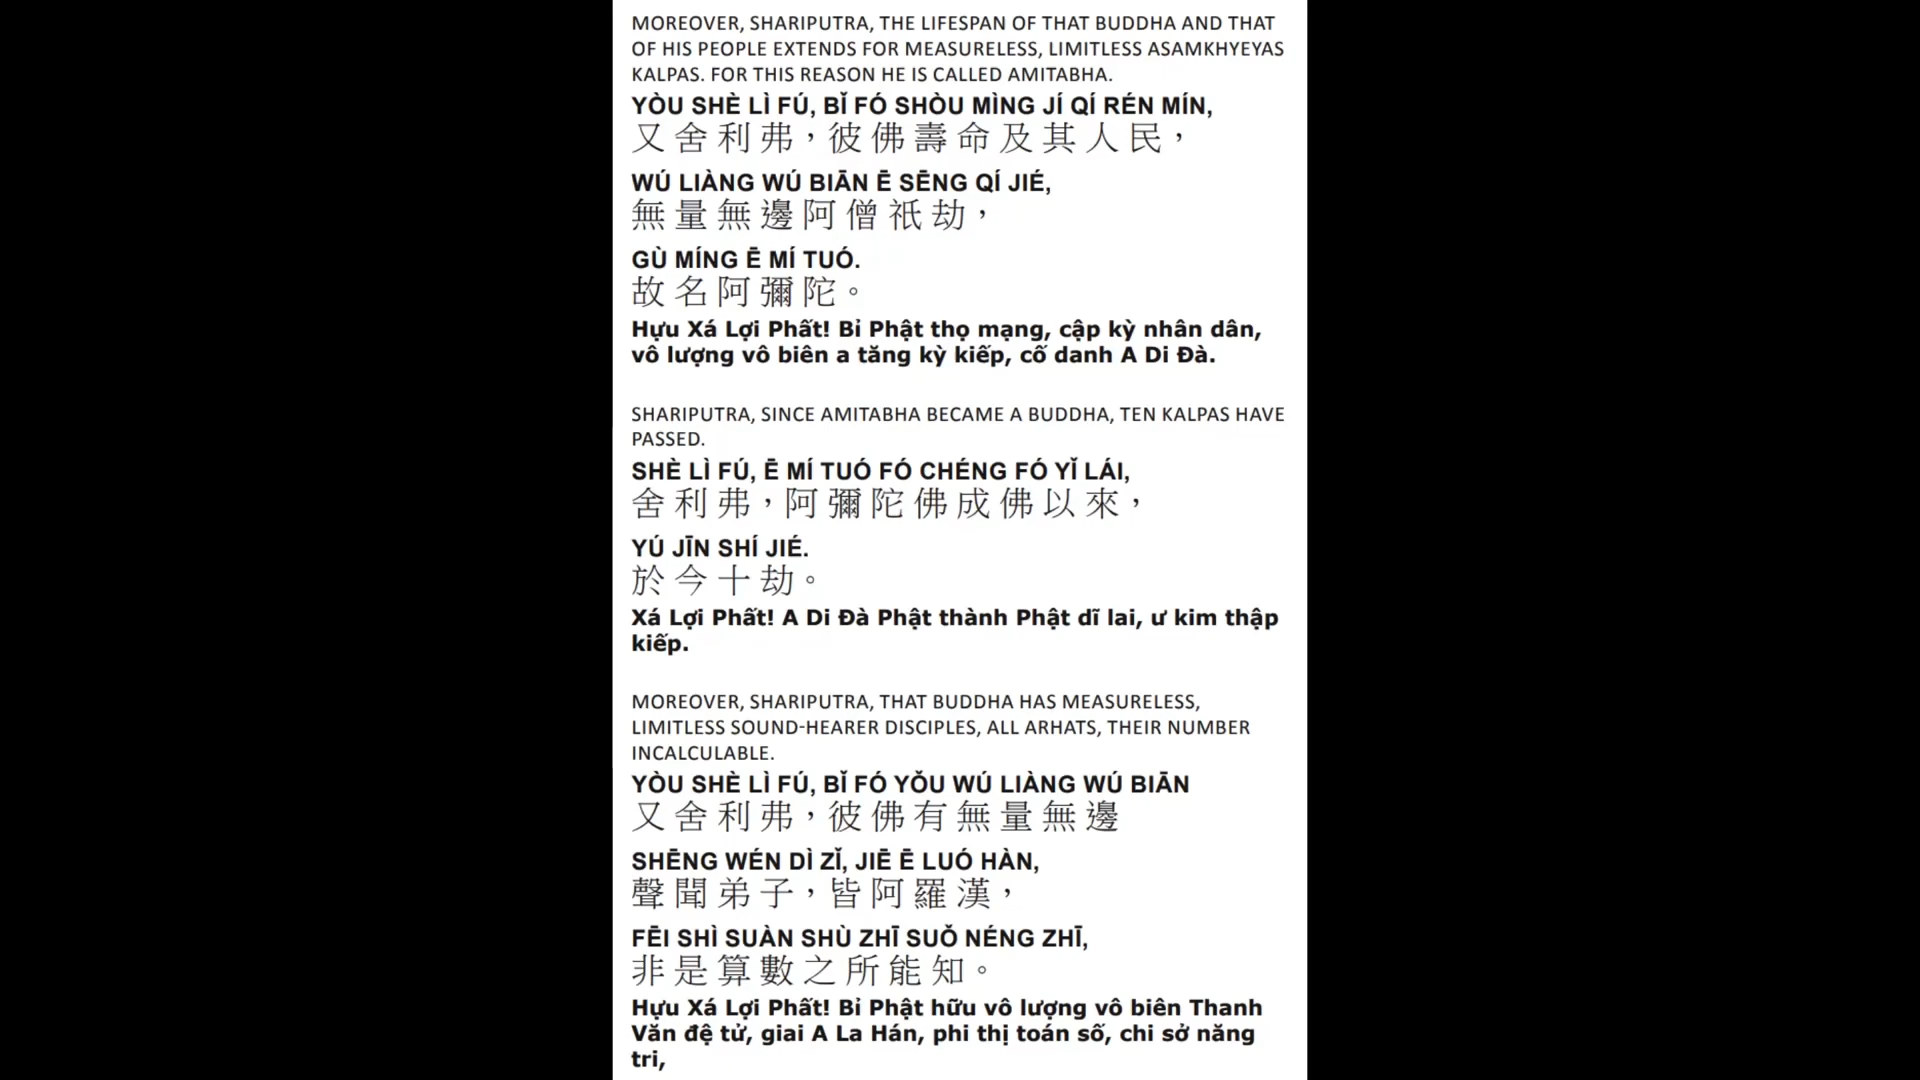 MOREOVER, SHARIPUTRA, THE LIFESPAN OF THAT BUDDHA AND THAT
OF HIS PEOPLE EXTENDS FOR MEASURELESS, LIMITLESS ASAMKHYEYAS
KALPAS. FOR THIS REASON HE IS CALLED AMITABHA.
YÒU SHÈ LÌ FÚ, BǏ FÓ SHÒU MÌNG JÍ QÍ RÉN MÍN,
又舍利弗，彼佛壽命及其人民，
WÚ LIÀNG WÚ BIĀN Ē SĒNG QÍ JIÉ,
無量無邊阿僧祇劫，
GÙ MÍNG Ē MÍ TUÓ.
故名阿彌陀。
Hựu Xá Lợi Phất! Bỉ Phật thọ mạng, cập kỳ nhân dân,
vô lượng vô biên a tăng kỳ kiếp, cố danh A Di Đà.
SHARIPUTRA, SINCE AMITABHA BECAME A BUDDHA, TEN KALPAS HAVE
PASSED.
SHÈ LÌ FÚ, Ē MÍ TUÓ FÓ CHÉNG FÓ YǏ LÁI,
舍利弗，阿彌陀佛成佛以來，
YÚ JĪN SHÍ JIÉ.
於今十劫。
Xá Lợi Phất! A Di Đà Phật thành Phật dĩ lai, ư kim thập
kiếp.
MOREOVER, SHARIPUTRA, THAT BUDDHA HAS MEASURELESS,
LIMITLESS SOUND-HEARER DISCIPLES, ALL ARHATS, THEIR NUMBER
INCALCULABLE.
YÒU SHÈ LÌ FÚ, BǏ FÓ YǑU WÚ LIÀNG WÚ BIĀN
又舍利弗，彼佛有無量無邊
SHĒNG WÉN DÌ ZǏ, JIĒ Ē LUÓ HÀN,
聲聞弟子，皆阿羅漢，
FĒI SHÌ SUÀN SHÙ ZHĪ SUǑ NÉNG ZHĪ,
非是算數之所能知。
Hựu Xá Lợi Phất! Bỉ Phật hữu vô lượng vô biên Thanh
Văn đệ tử, giai A La Hán, phi thị toán số, chi sở năng
tri,